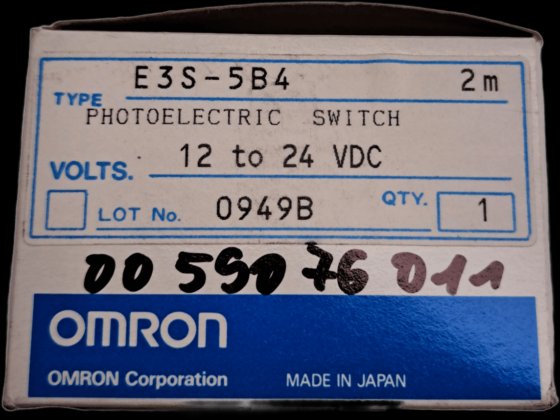 E3S-5B4 2m
TYPE
PHOTOELECTRIC SWITCH
VOLTS. 12 to 24 VDC
LOT No. 0949B QTY. 1
00 590 76 011
OMRON
OMRON Corporation MADE IN JAPAN